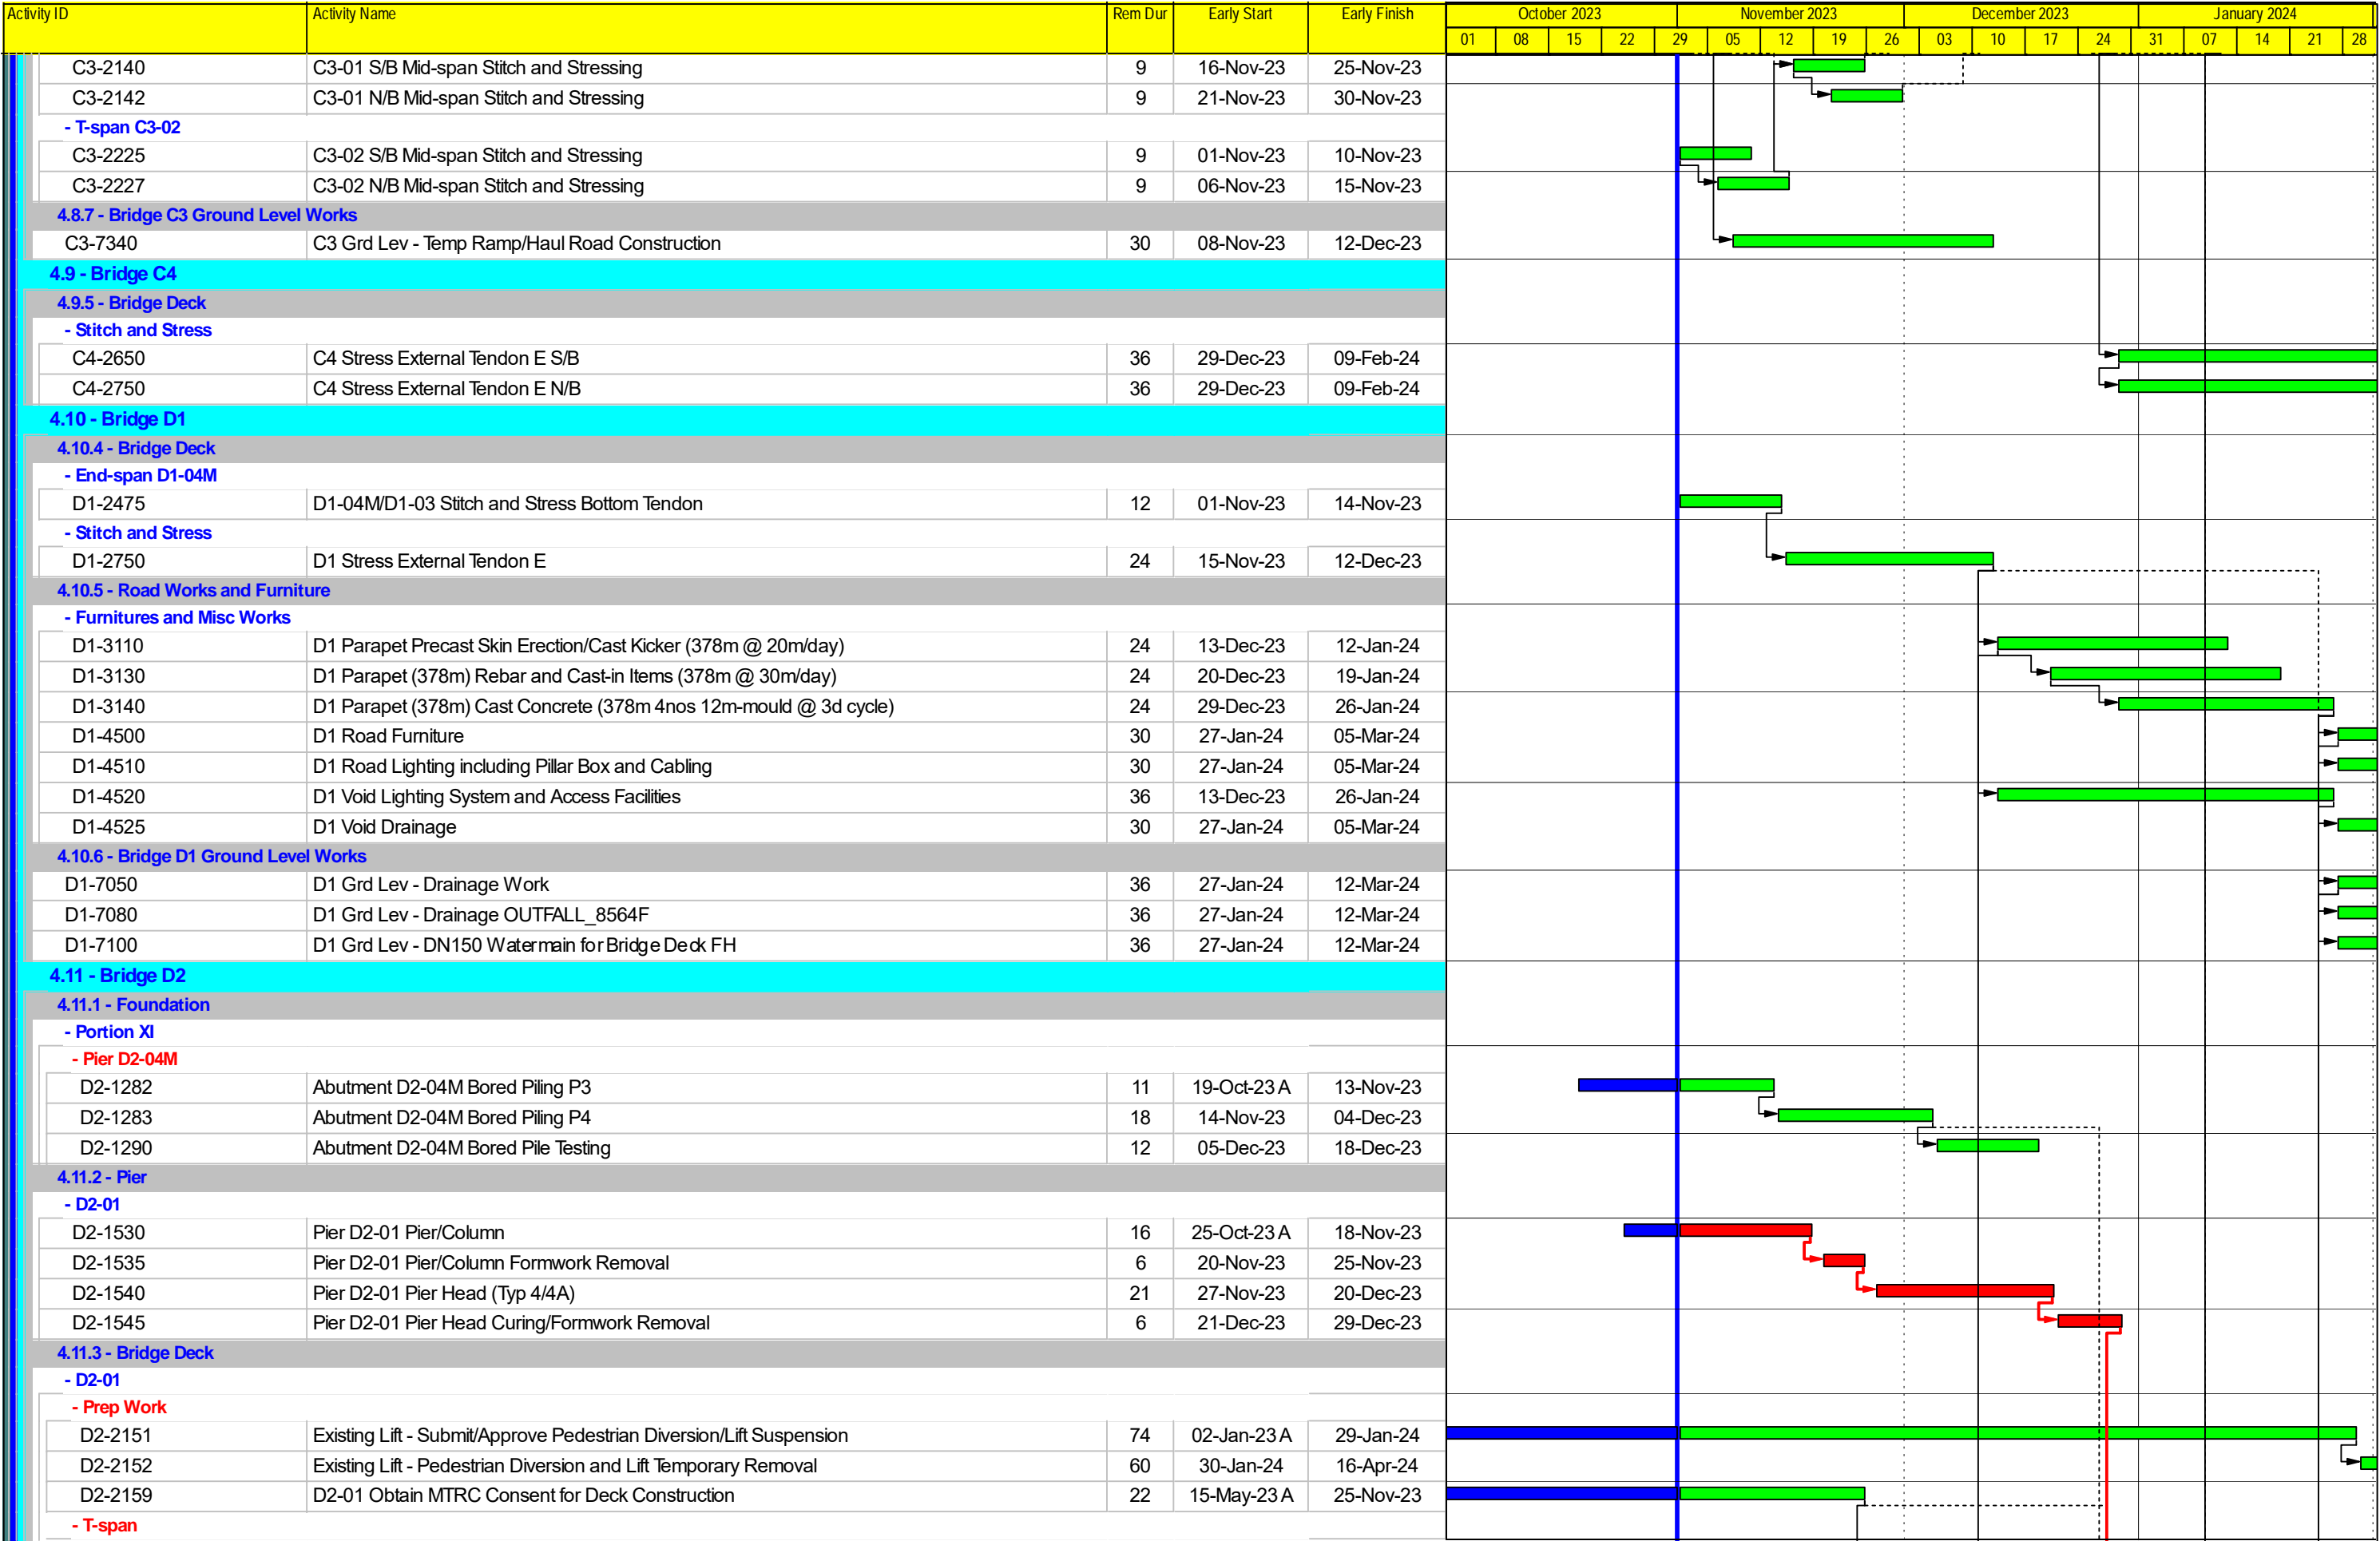 Activity ID Activity Name Rem Dur Early Start Early Finish October 2023 November 2023 December 2023 January 2024
01 08 15 22 29 05 12 19 26 03 10 17 24 31 07 14 21 28
C3-2140 C3-01 S/B Mid-span Stitch and Stressing 9 16-Nov-23 25-Nov-23
C3-2142 C3-01 N/B Mid-span Stitch and Stressing 9 21-Nov-23 30-Nov-23
- T-span C3-02
C3-2225 C3-02 S/B Mid-span Stitch and Stressing 9 01-Nov-23 10-Nov-23
C3-2227 C3-02 N/B Mid-span Stitch and Stressing 9 06-Nov-23 15-Nov-23
4.8.7 - Bridge C3 Ground Level Works
C3-7340 C3 Grd Lev - Temp Ramp/Haul Road Construction 30 08-Nov-23 12-Dec-23
4.9 - Bridge C4
4.9.5 - Bridge Deck
- Stitch and Stress
C4-2650 C4 Stress External Tendon E S/B 36 29-Dec-23 09-Feb-24
C4-2750 C4 Stress External Tendon E N/B 36 29-Dec-23 09-Feb-24
4.10 - Bridge D1
4.10.4 - Bridge Deck
- End-span D1-04M
D1-2475 D1-04M/D1-03 Stitch and Stress Bottom Tendon 12 01-Nov-23 14-Nov-23
- Stitch and Stress
D1-2750 D1 Stress External Tendon E 24 15-Nov-23 12-Dec-23
4.10.5 - Road Works and Furniture
- Furnitures and Misc Works
D1-3110 D1 Parapet Precast Skin Erection/Cast Kicker (378m @ 20m/day) 24 13-Dec-23 12-Jan-24
D1-3130 D1 Parapet (378m) Rebar and Cast-in Items (378m @ 30m/day) 24 20-Dec-23 19-Jan-24
D1-3140 D1 Parapet (378m) Cast Concrete (378m 4nos 12m-mould @ 3d cycle) 24 29-Dec-23 26-Jan-24
D1-4500 D1 Road Furniture 30 27-Jan-24 05-Mar-24
D1-4510 D1 Road Lighting including Pillar Box and Cabling 30 27-Jan-24 05-Mar-24
D1-4520 D1 Void Lighting System and Access Facilities 36 13-Dec-23 26-Jan-24
D1-4525 D1 Void Drainage 30 27-Jan-24 05-Mar-24
4.10.6 - Bridge D1 Ground Level Works
D1-7050 D1 Grd Lev - Drainage Work 36 27-Jan-24 12-Mar-24
D1-7080 D1 Grd Lev - Drainage OUTFALL_8564F 36 27-Jan-24 12-Mar-24
D1-7100 D1 Grd Lev - DN150 Watermain for Bridge Deck FH 36 27-Jan-24 12-Mar-24
4.11 - Bridge D2
4.11.1 - Foundation
- Portion XI
- Pier D2-04M
D2-1282 Abutment D2-04M Bored Piling P3 11 19-Oct-23 A 13-Nov-23
D2-1283 Abutment D2-04M Bored Piling P4 18 14-Nov-23 04-Dec-23
D2-1290 Abutment D2-04M Bored Pile Testing 12 05-Dec-23 18-Dec-23
4.11.2 - Pier
- D2-01
D2-1530 Pier D2-01 Pier/Column 16 25-Oct-23 A 18-Nov-23
D2-1535 Pier D2-01 Pier/Column Formwork Removal 6 20-Nov-23 25-Nov-23
D2-1540 Pier D2-01 Pier Head (Typ 4/4A) 21 27-Nov-23 20-Dec-23
D2-1545 Pier D2-01 Pier Head Curing/Formwork Removal 6 21-Dec-23 29-Dec-23
4.11.3 - Bridge Deck
- D2-01
- Prep Work
D2-2151 Existing Lift - Submit/Approve Pedestrian Diversion/Lift Suspension 74 02-Jan-23 A 29-Jan-24
D2-2152 Existing Lift - Pedestrian Diversion and Lift Temporary Removal 60 30-Jan-24 16-Apr-24
D2-2159 D2-01 Obtain MTRC Consent for Deck Construction 22 15-May-23 A 25-Nov-23
- T-span